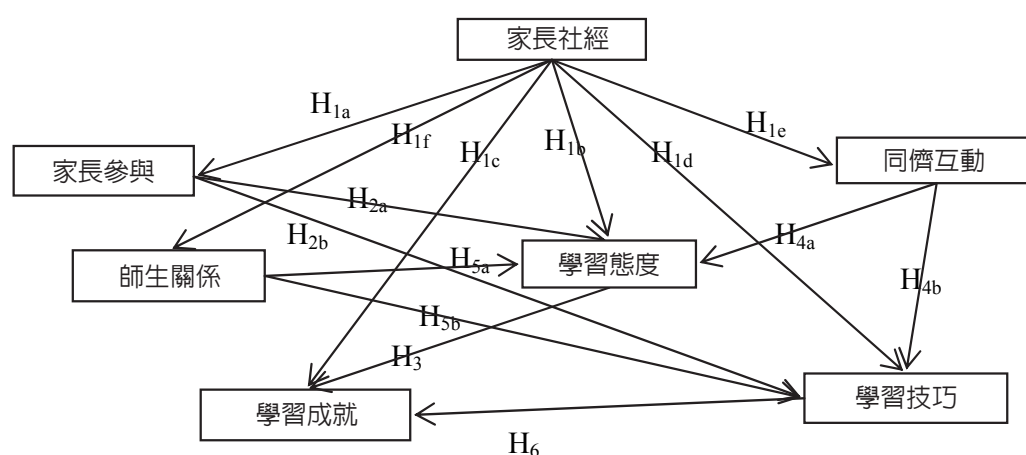 家長社經
H1a
H1f
H1c
H1b
H1d
H1e
家長參與
同儕互動
H2a
H2b
H4a
師生關係
H5a
學習態度
H4b
H5b
H3
學習成就
學習技巧
H6